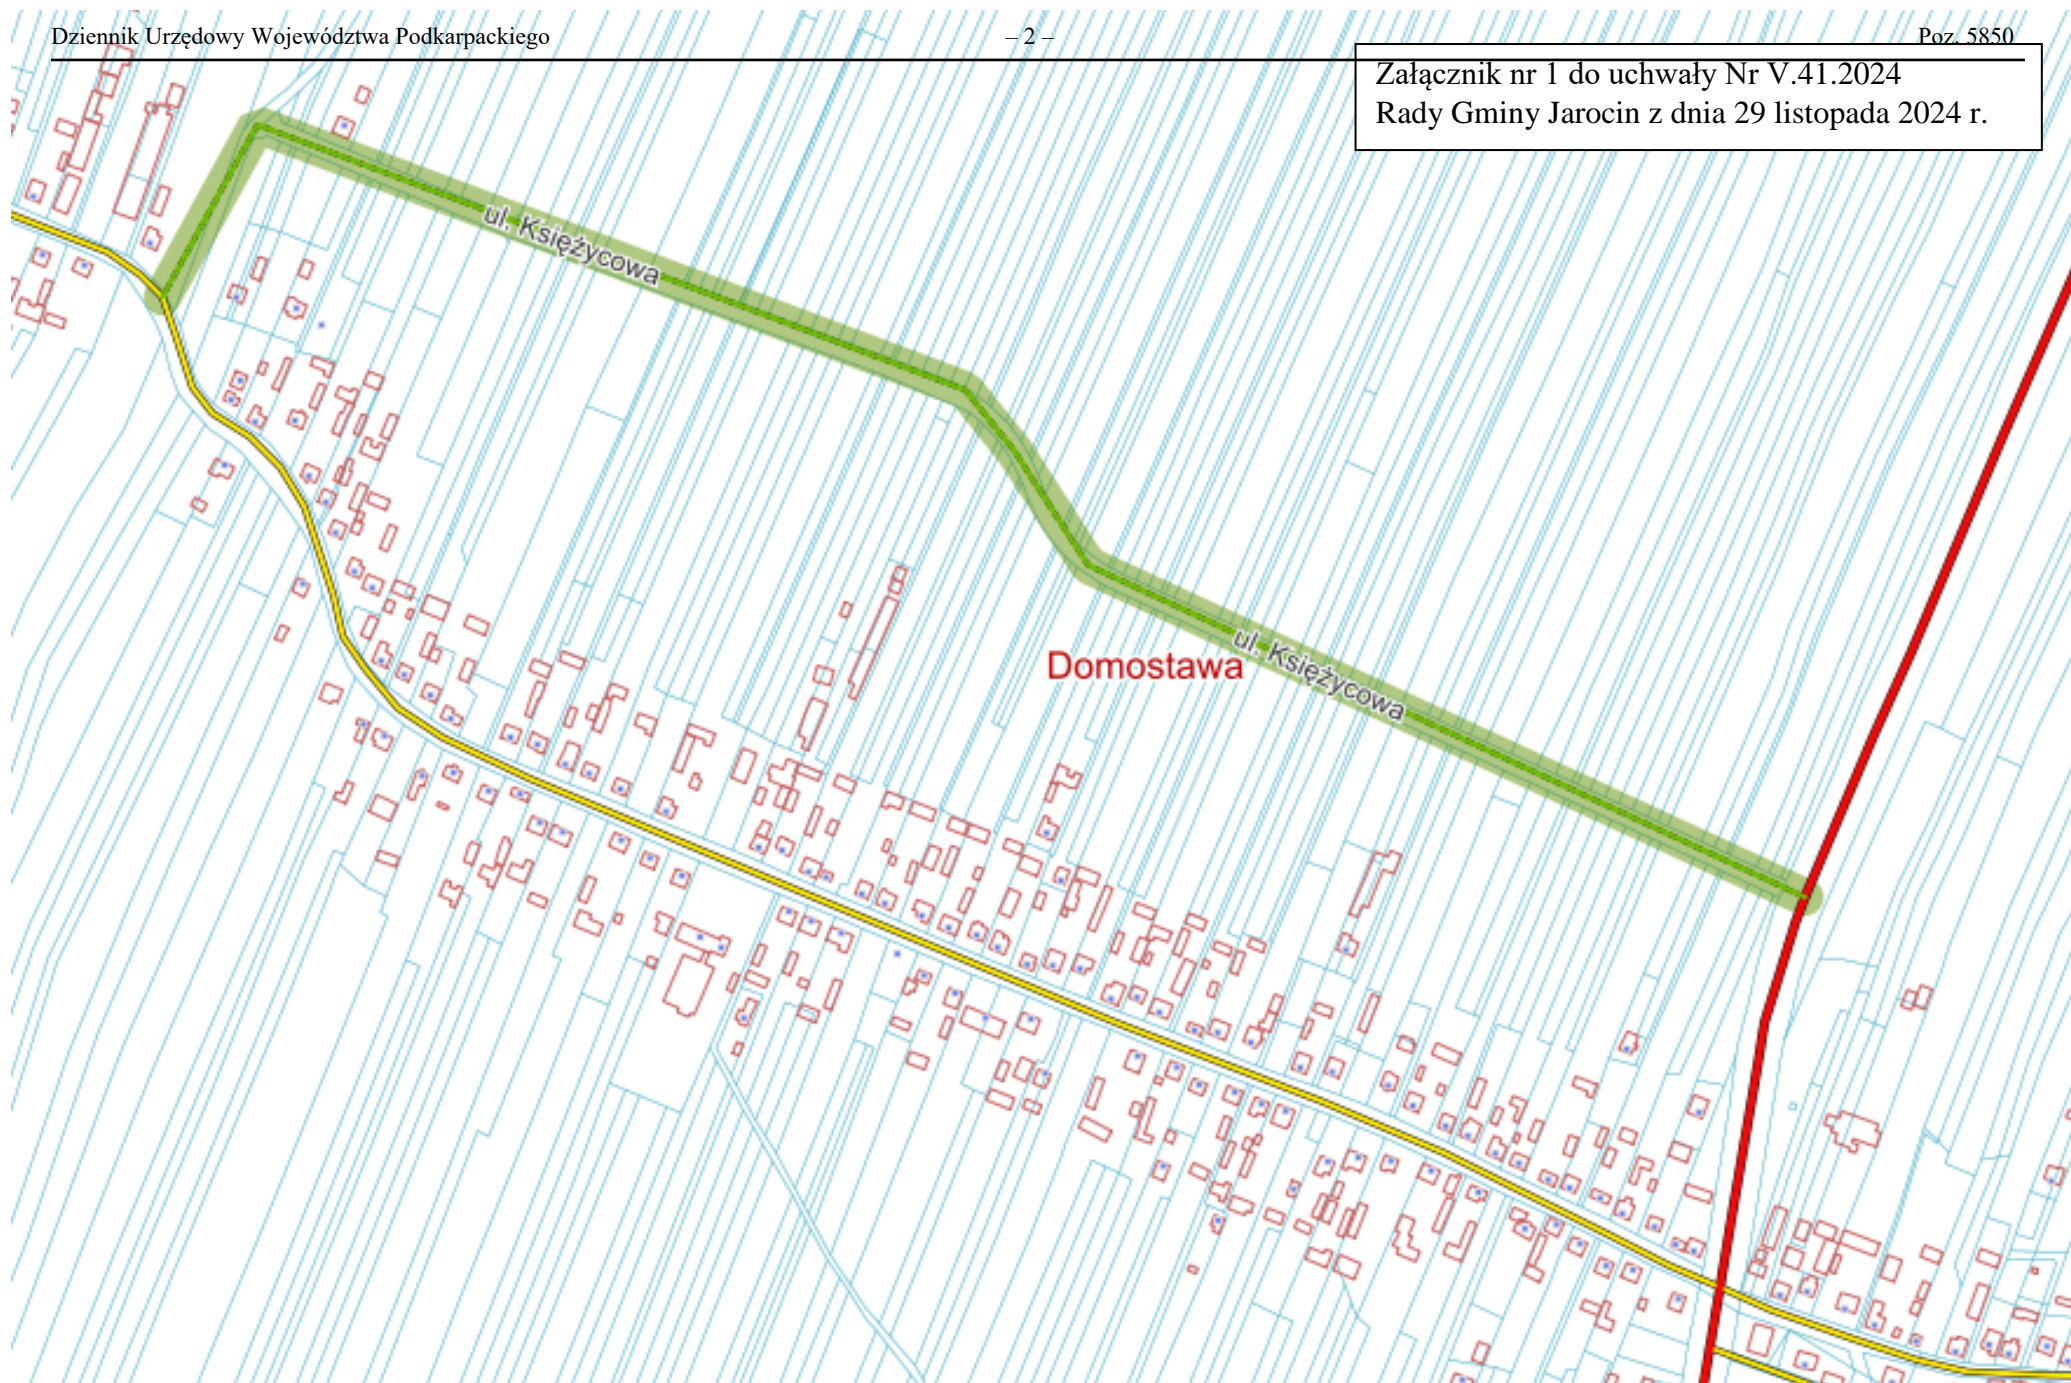 Dziennik Urzędowy Województwa Podkarpackiego
– 2 –
Poz. 5850
Załącznik nr 1 do uchwały Nr V.41.2024
Rady Gminy Jarocin z dnia 29 listopada 2024 r.
ul. Księżycowa
Domostawa
ul. Księżycowa